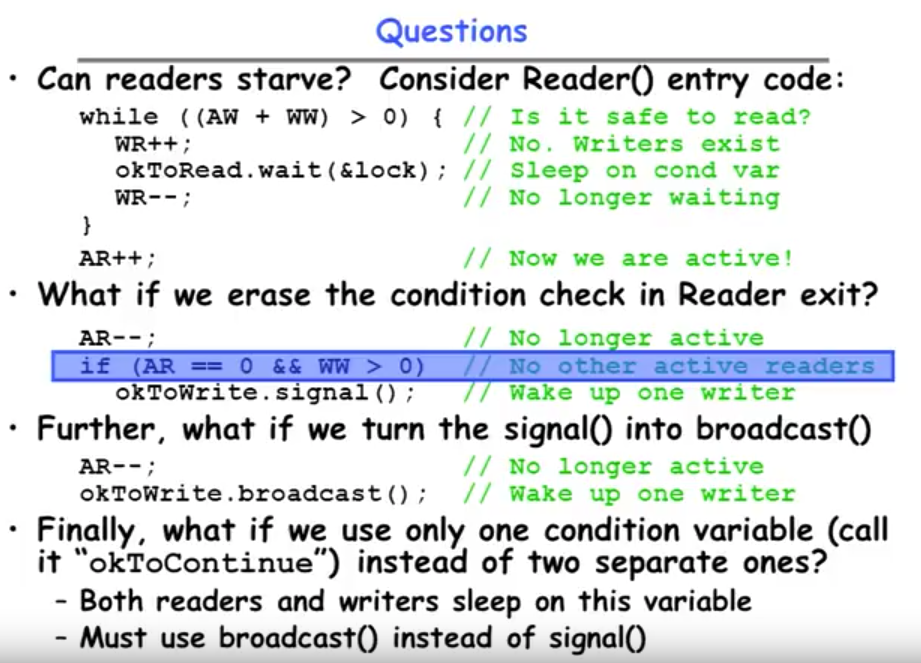 Questions
· Can readers starve? Consider Reader() entry code:
while ((AW + WW) > 0) { // Is it safe to read?
WR++; // No. Writers exist
okToRead.wait(&lock); // Sleep on cond var
WR--; // No longer waiting
}
AR++; // Now we are active!
· What if we erase the condition check in Reader exit?
AR--; // No longer active
if (AR == 0 && WW > 0) // No other active readers
okToWrite.signal(); // Wake up one writer
· Further, what if we turn the signal() into broadcast()
AR--; // No longer active
okToWrite.broadcast(); // Wake up one writer
· Finally, what if we use only one condition variable (call
it "okToContinue") instead of two separate ones?
- Both readers and writers sleep on this variable
- Must use broadcast() instead of signal()